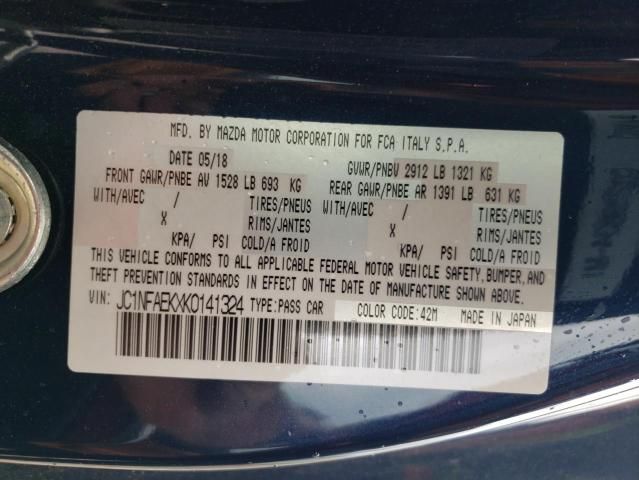 MFD. BY MAZDA MOTOR CORPORATION FOR FCA ITALY S.P.A.
DATE 05/18 GVWR/PNBV 2912 LB 1321 KG
FRONT GAWR/PNBE AV 1528 LB 693 KG REAR GAWR/PNBE AR 1391 LB 631 KG
WITH/AVEC / TIRES/PNEUS WITH/AVEC / TIRES/PNEUS
X RIMS/JANTES X RIMS/JANTES
KPA/ PSI COLD/A FROID KPA/ PSI COLD/A FROID
THIS VEHICLE CONFORMS TO ALL APPLICABLE FEDERAL MOTOR VEHICLE SAFETY, BUMPER, AND
THEFT PREVENTION STANDARDS IN EFFECT ON THE DATE OF MANUFACTURE SHOWN ABOVE.
VIN: JC1NFAEKXK0141324 TYPE: PASS CAR COLOR CODE: 42M MADE IN JAPAN